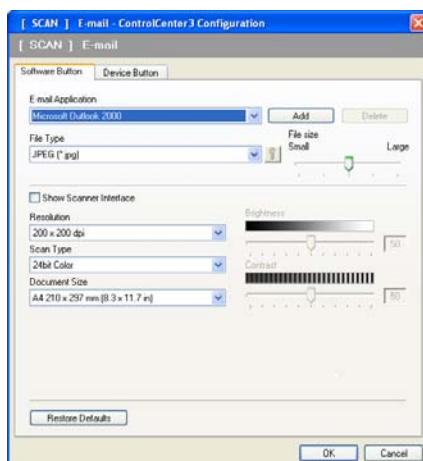 [ SCAN ] E-mail - ControlCenter3 Configuration
[ SCAN ] E-mail
Software Button Device Button
E-mail Application
Microsoft Outlook 2000 Add Delete
File Type File size
Small Large
JPEG (*.jpg)
Show Scanner Interface
Resolution Brightness
200 x 200 dpi 50
Scan Type Contrast
24bit Color 50
Document Size
A4 210 x 297 mm (8.3 x 11.7 in)
Restore Defaults
OK Cancel